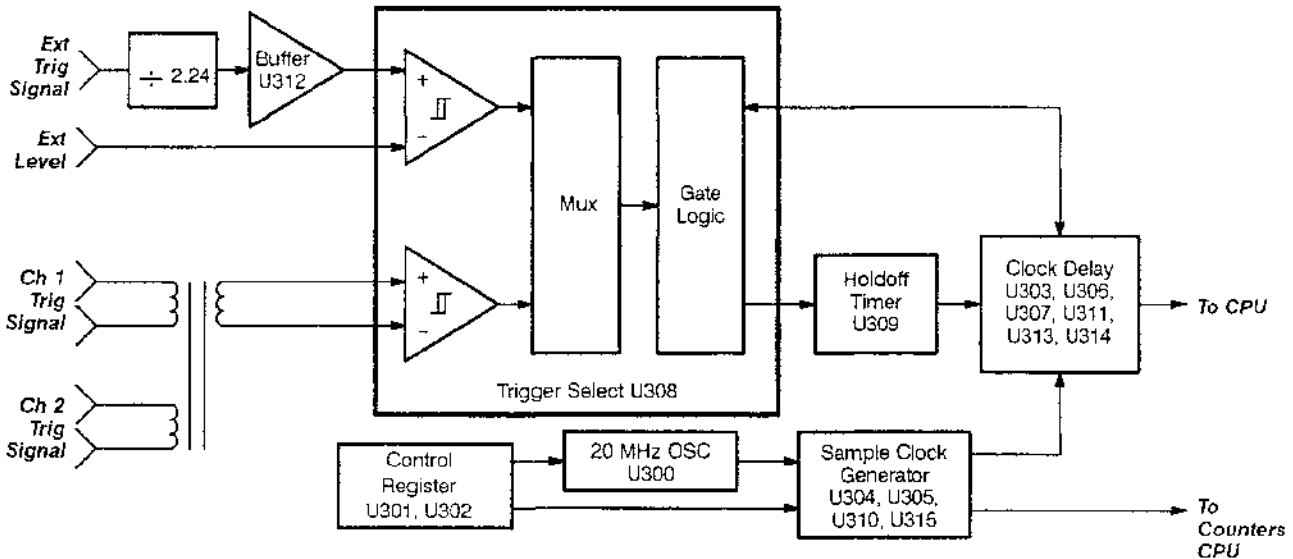 Ext
Trig
Signal
÷ 2.24
Buffer
U312
Ext
Level
+
−
Mux
Gate
Logic
Ch 1
Trig
Signal
+
−
Holdoff
Timer
U309
Clock Delay
U303, U306,
U307, U311,
U313, U314
To CPU
Trigger Select U308
Ch 2
Trig
Signal
Control
Register
U301, U302
20 MHz OSC
U300
Sample Clock
Generator
U304, U305,
U310, U315
To
Counters
CPU